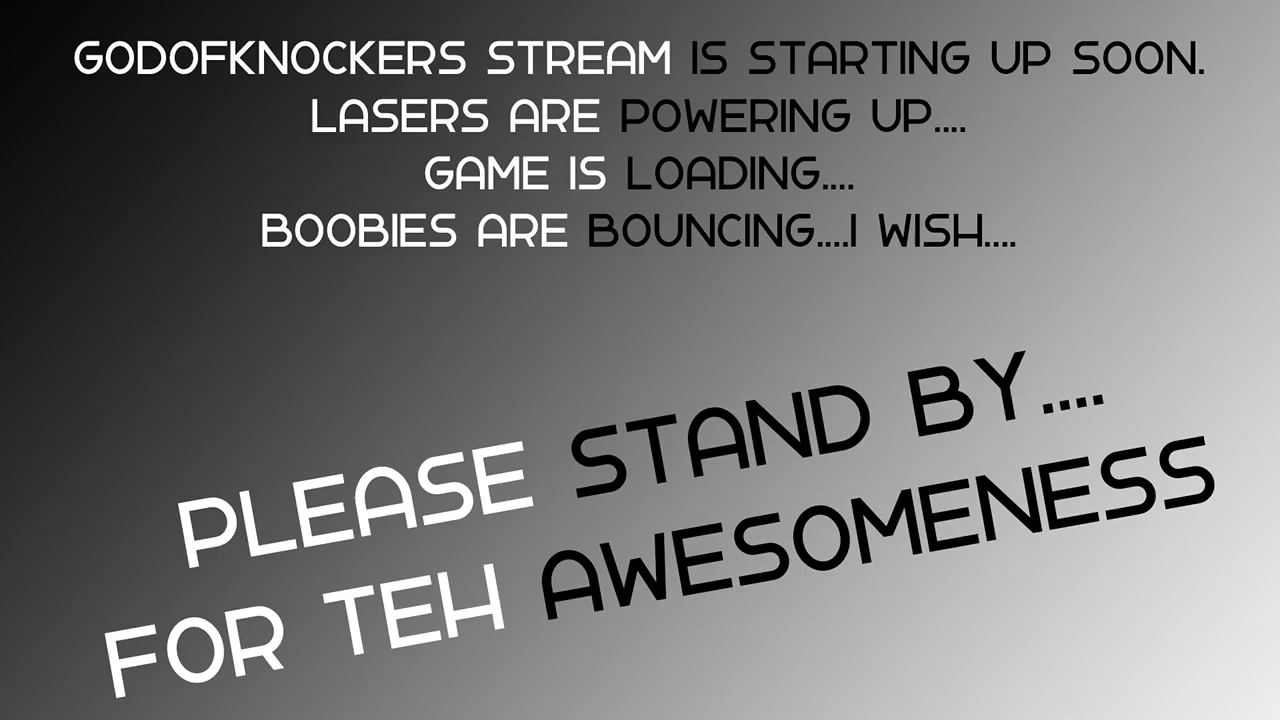 GODOFKNOCKERS STREAM IS STARTING UP SOON.
LASERS ARE POWERING UP....
GAME IS LOADING....
BOOBIES ARE BOUNCING....I WISH....
PLEASE STAND BY....
FOR TEH AWESOMENESS